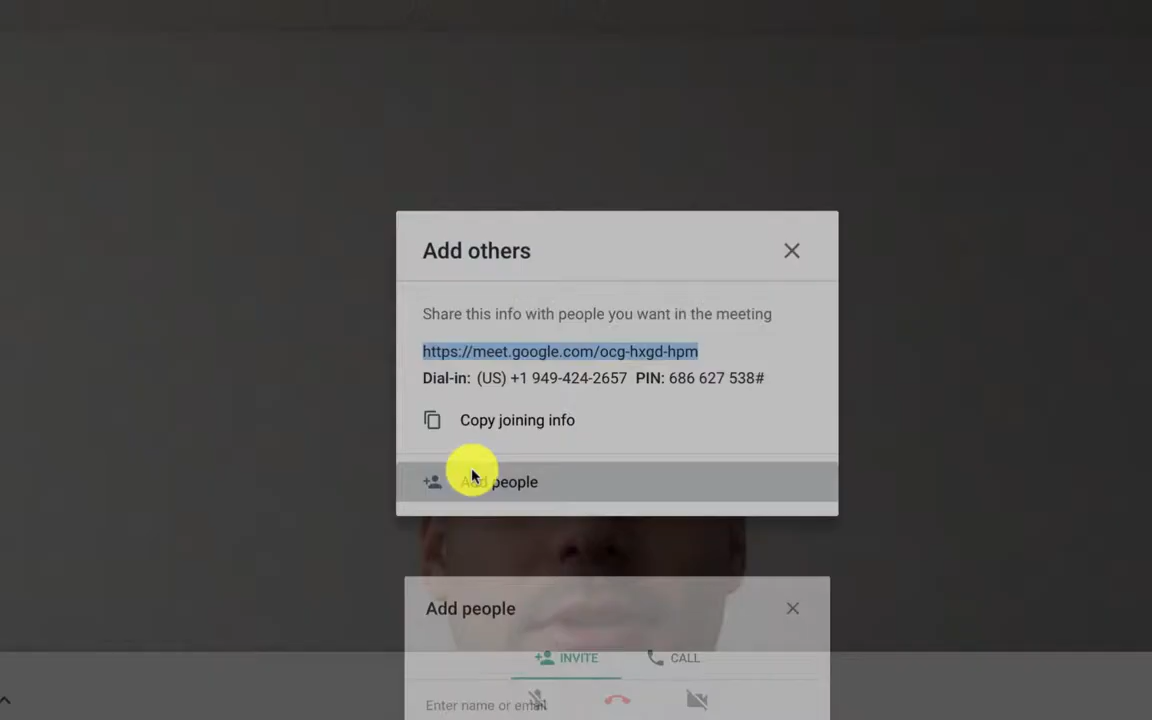 Add others
Share this info with people you want in the meeting
https://meet.google.com/ocg-hxgd-hpm
Dial-in: (US) +1 949-424-2657 PIN: 686 627 538#
Copy joining info
Add people
Add people
INVITE
CALL
Enter name or email